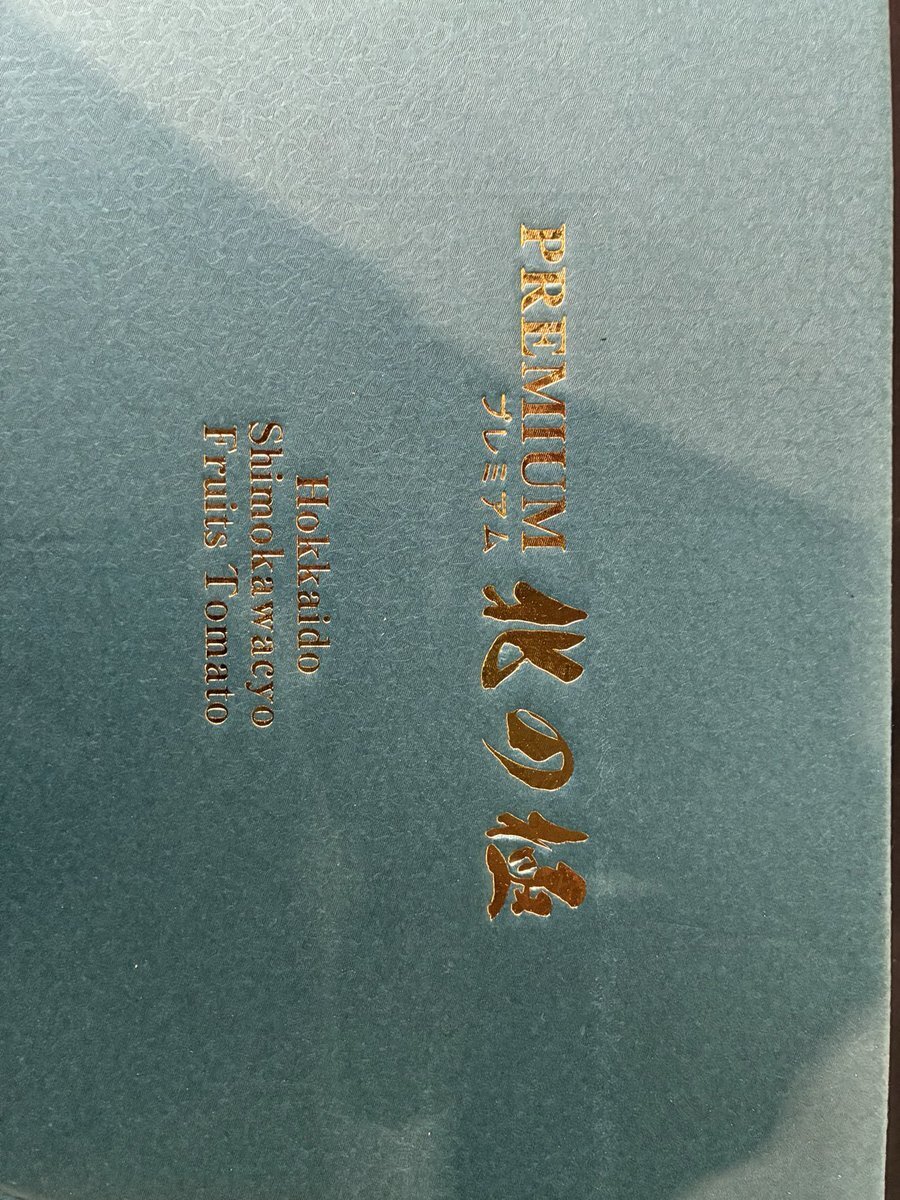 PREMIUM 北の極
プレミアム
Hokkaido
Shimokawacyo
Fruits Tomato